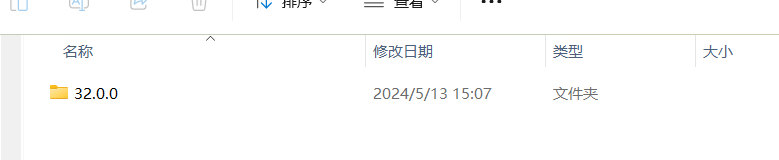 排序 查看
名称 修改日期 类型 大小
32.0.0 2024/5/13 15:07 文件夹